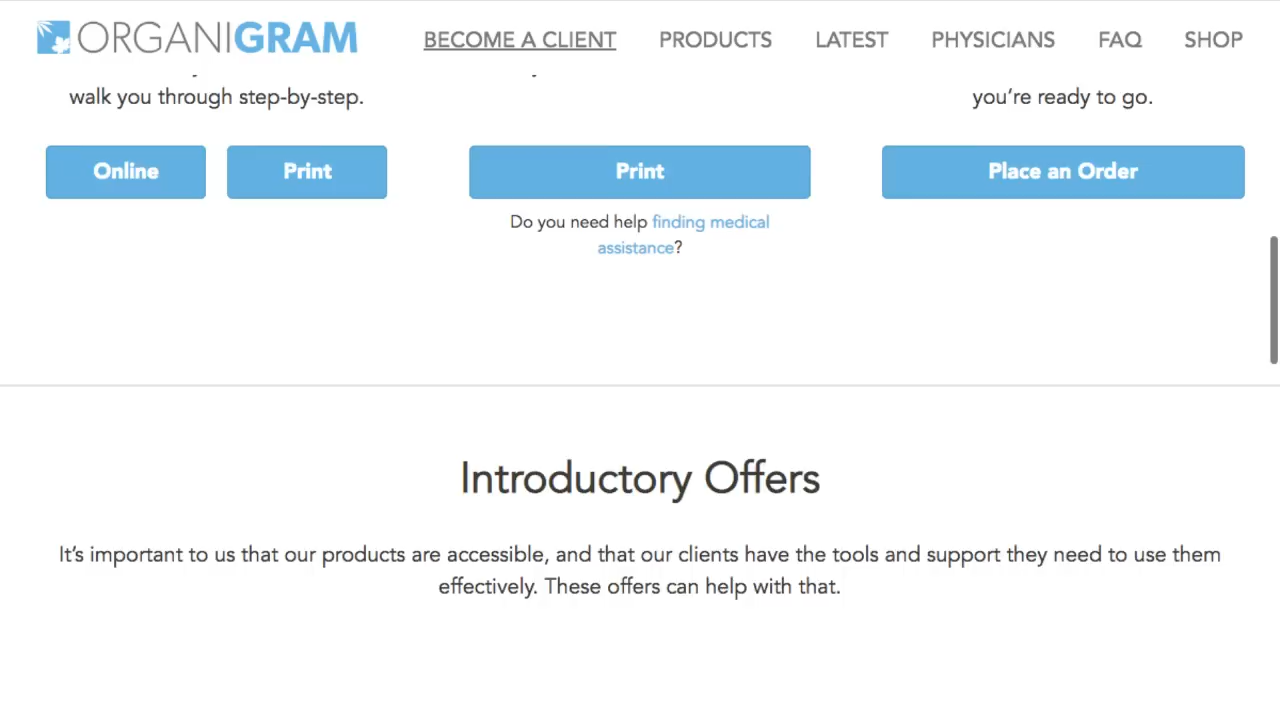 ORGANIGRAM
BECOME A CLIENT
PRODUCTS
LATEST
PHYSICIANS
FAQ
SHOP
walk you through step-by-step.
Online
Print
Print
Do you need help finding medical
assistance?
you're ready to go.
Place an Order
Introductory Offers
It's important to us that our products are accessible, and that our clients have the tools and support they need to use them
effectively. These offers can help with that.